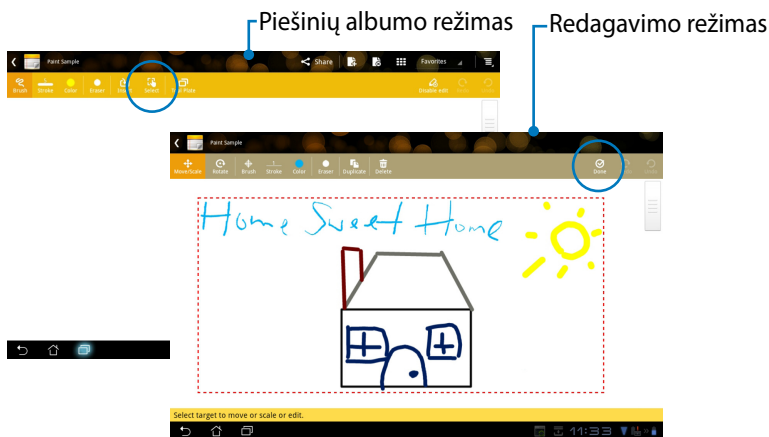 Piešinių albumo režimas
Redagavimo režimas
Paint Sample
Share
Favorites
Brush
Stroke
Color
Eraser
Select
Disable edit
Paint Sample
Move/Scale
Rotate
Brush
Stroke
Color
Eraser
Duplicate
Delete
Done
Home Sweet Home
Select target to move or scale or edit.
11:33